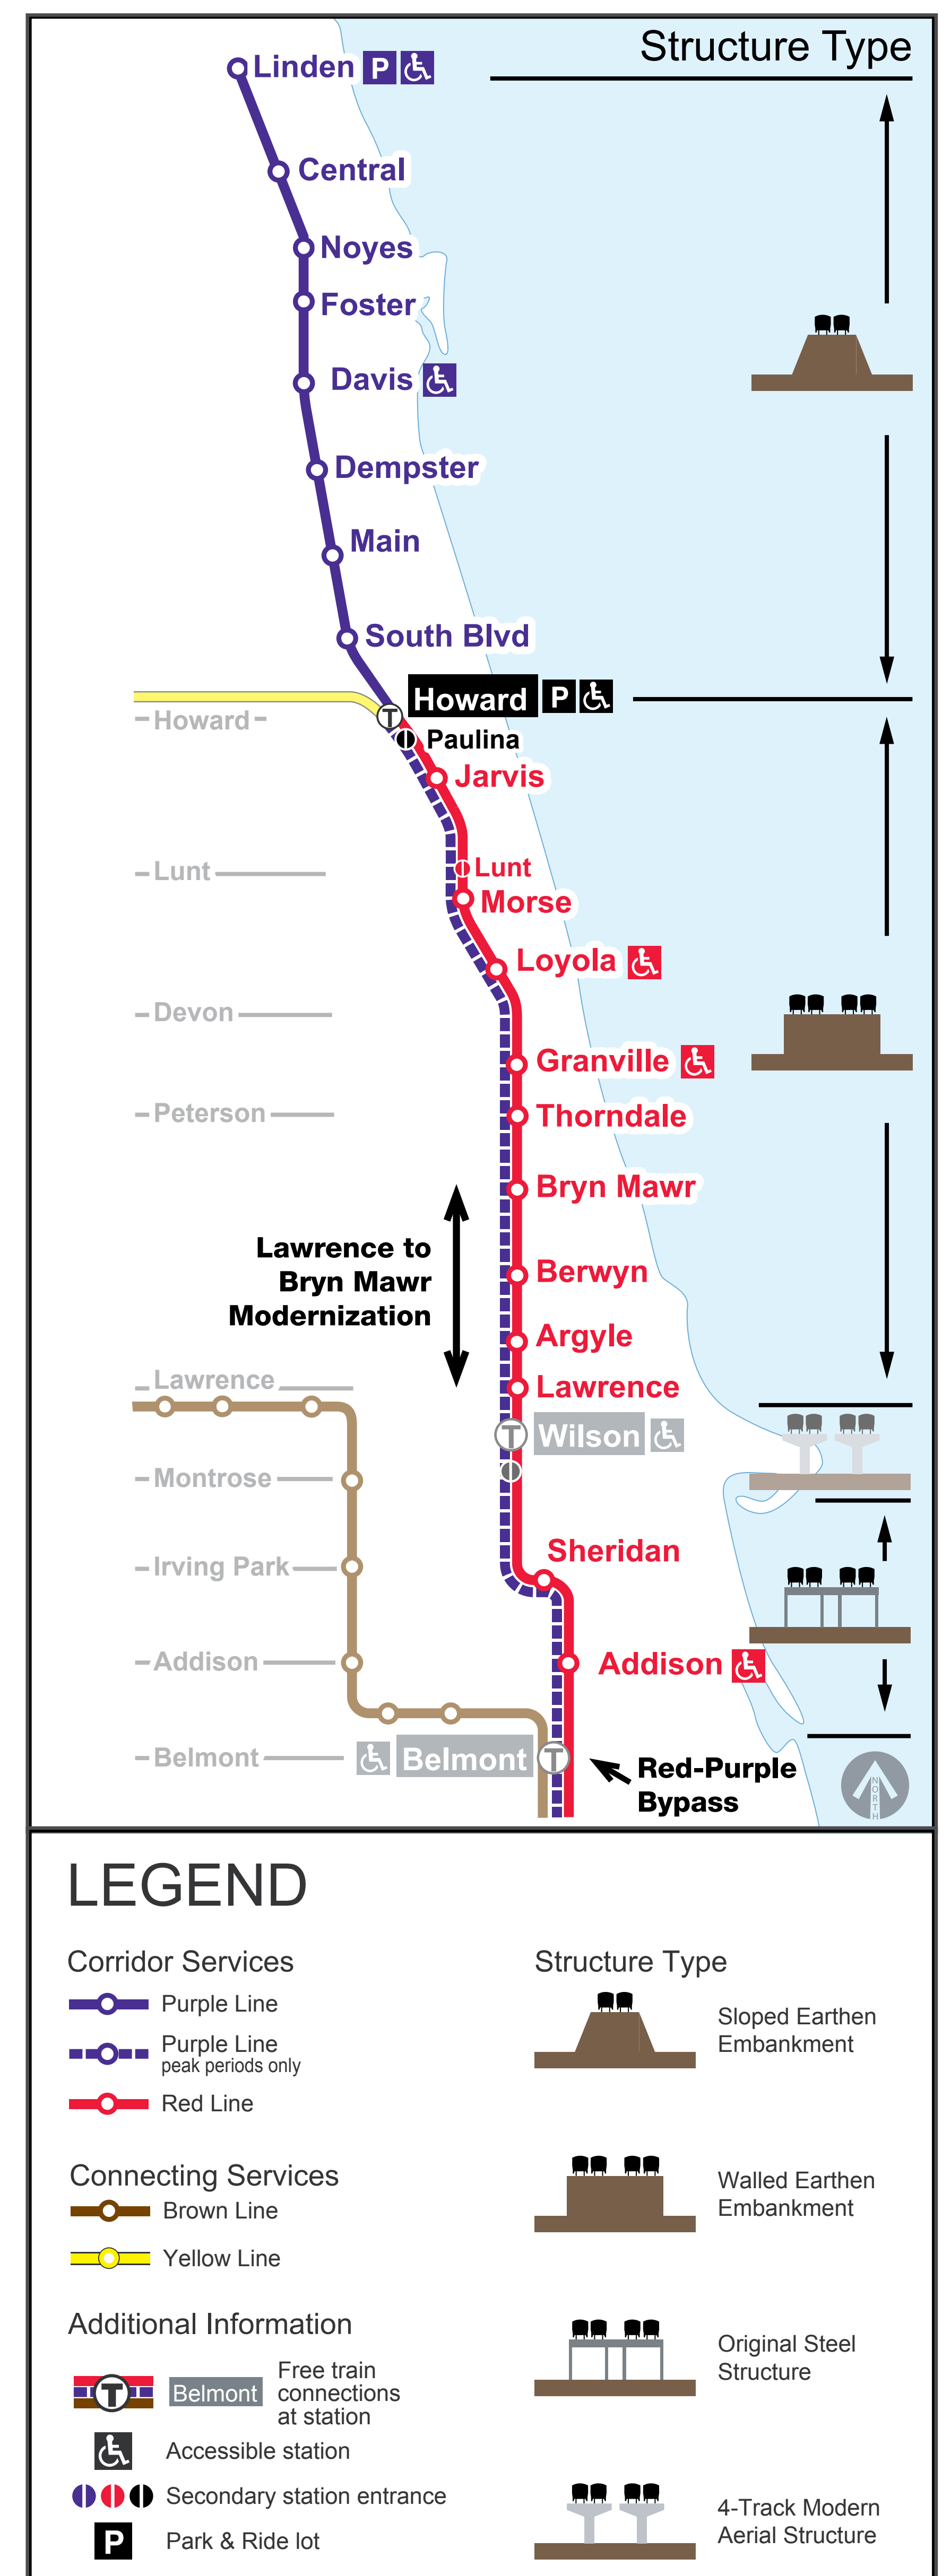 Structure Type
Linden P
Central
Noyes
Foster
Davis
Dempster
Main
South Blvd
Howard P
T
Howard
Paulina
Jarvis
Lunt
Lunt
Morse
Loyola
Devon
Granville
Peterson
Thorndale
Bryn Mawr
Lawrence to
Bryn Mawr
Modernization
Berwyn
Argyle
Lawrence
Lawrence
T Wilson
Montrose
Sheridan
Irving Park
Addison
Addison
Belmont
Belmont T
Red-Purple
Bypass
NORTH
LEGEND
Corridor Services
Purple Line
Purple Line
peak periods only
Red Line
Connecting Services
Brown Line
Yellow Line
Additional Information
T Belmont
Free train
connections
at station
Accessible station
Secondary station entrance
P Park & Ride lot
Structure Type
Sloped Earthen
Embankment
Walled Earthen
Embankment
Original Steel
Structure
4-Track Modern
Aerial Structure